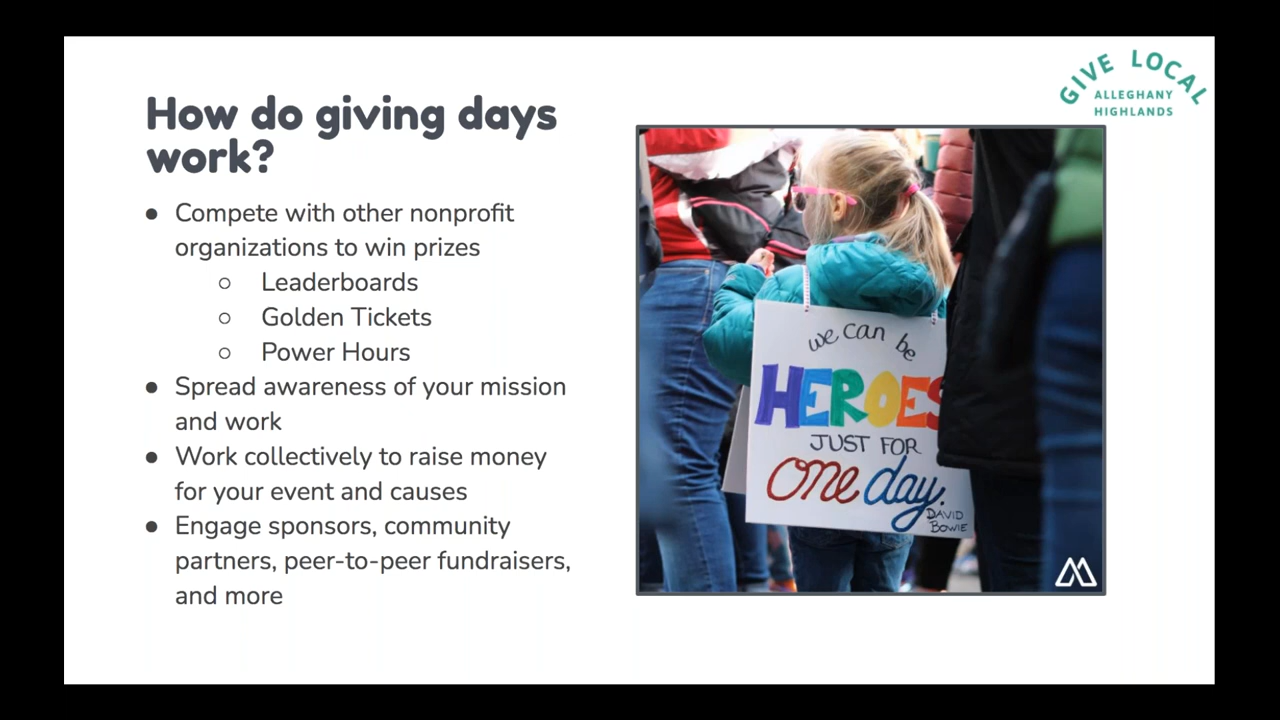 GIVE LOCAL
ALLEGHANY
HIGHLANDS
How do giving days
work?
● Compete with other nonprofit
organizations to win prizes
○ Leaderboards
○ Golden Tickets
○ Power Hours
● Spread awareness of your mission
and work
● Work collectively to raise money
for your event and causes
● Engage sponsors, community
partners, peer-to-peer fundraisers,
and more
we can be
HEROES
JUST FOR
one day.
DAVID
BOWIE